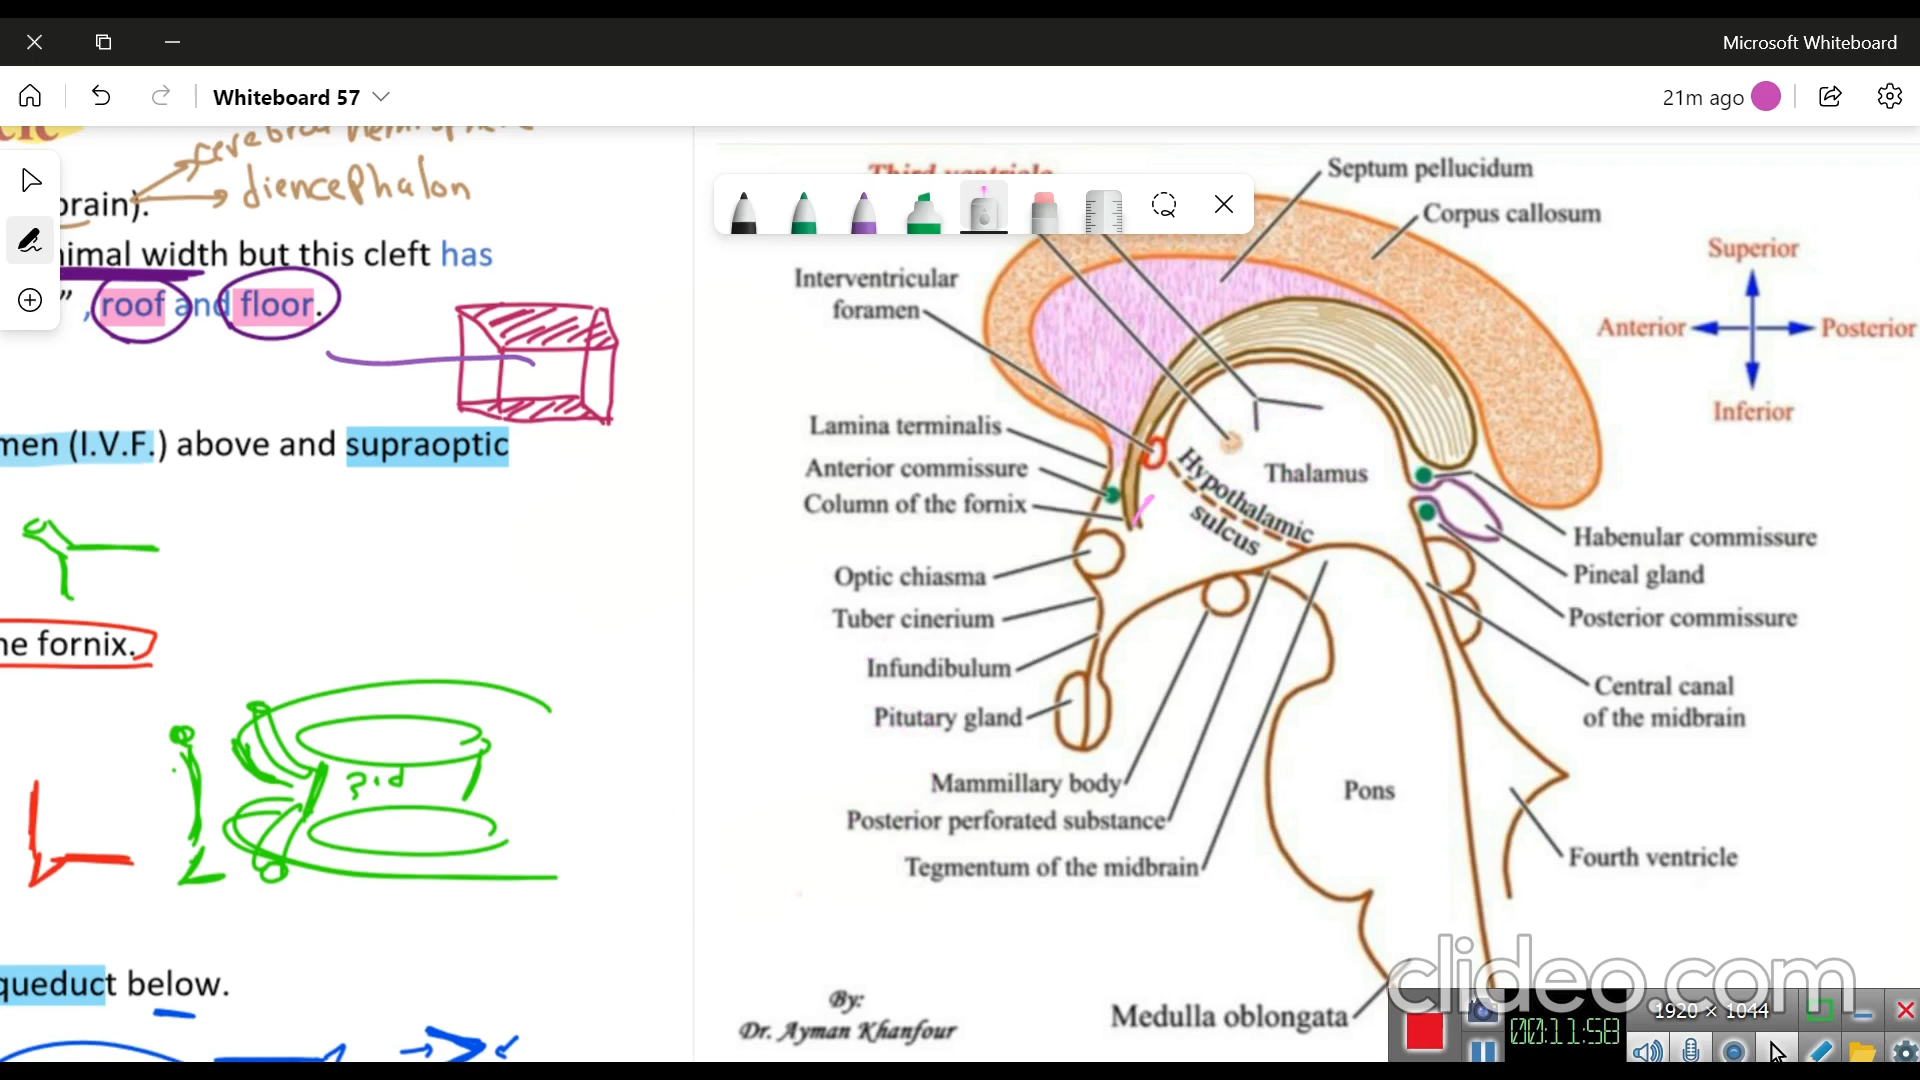 Microsoft Whiteboard
Whiteboard 57
21m ago
diencephalon
brain).
nimal width but this cleft has
” , roof and floor.
men (I.V.F.) above and supraoptic
he fornix.
queduct below.
Third ventricle
Septum pellucidum
Corpus callosum
Interventricular
foramen
Superior
Anterior
Posterior
Inferior
Lamina terminalis
Anterior commissure
Column of the fornix
Hypothalamic
sulcus
Thalamus
Optic chiasma
Tuber cinerium
Infundibulum
Pitutary gland
Habenular commissure
Pineal gland
Posterior commissure
Central canal
of the midbrain
Mammillary body
Posterior perforated substance
Tegmentum of the midbrain
Pons
Fourth ventricle
By:
Dr. Ayman Khanfour
Medulla oblongata
clideo.com
1920 × 1044
00:11:58